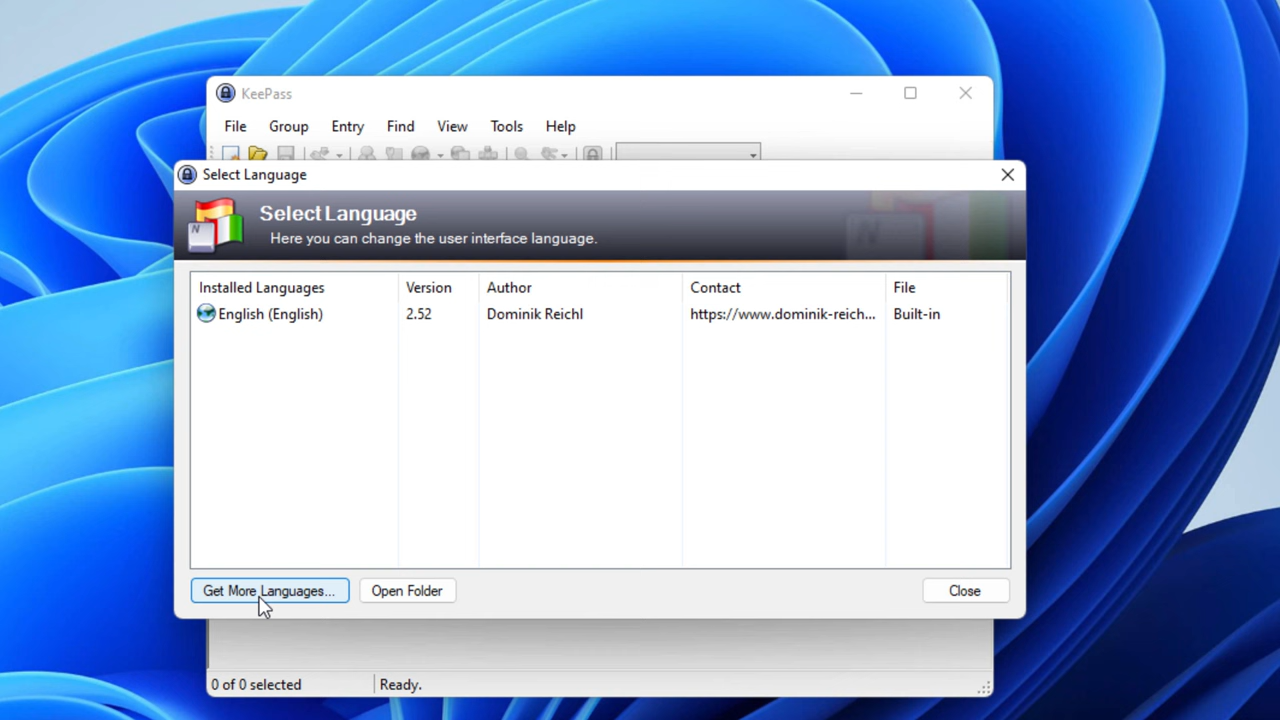 KeePass
File Group Entry Find View Tools Help
Select Language
Select Language
Here you can change the user interface language.
Installed Languages Version Author Contact File
English (English) 2.52 Dominik Reichl https://www.dominik-reich... Built-in
Get More Languages... Open Folder Close
0 of 0 selected Ready.